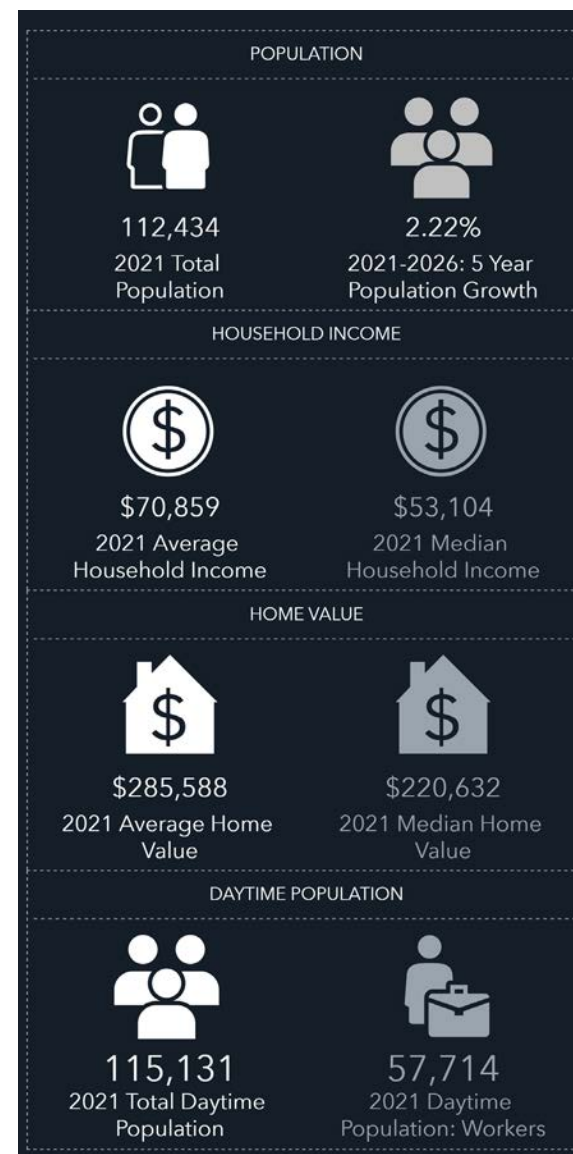 POPULATION
112,434
2021 Total
Population
2.22%
2021-2026: 5 Year
Population Growth
HOUSEHOLD INCOME
$
$70,859
2021 Average
Household Income
$
$53,104
2021 Median
Household Income
HOME VALUE
$
$285,588
2021 Average Home
Value
$
$220,632
2021 Median Home
Value
DAYTIME POPULATION
115,131
2021 Total Daytime
Population
57,714
2021 Daytime
Population: Workers